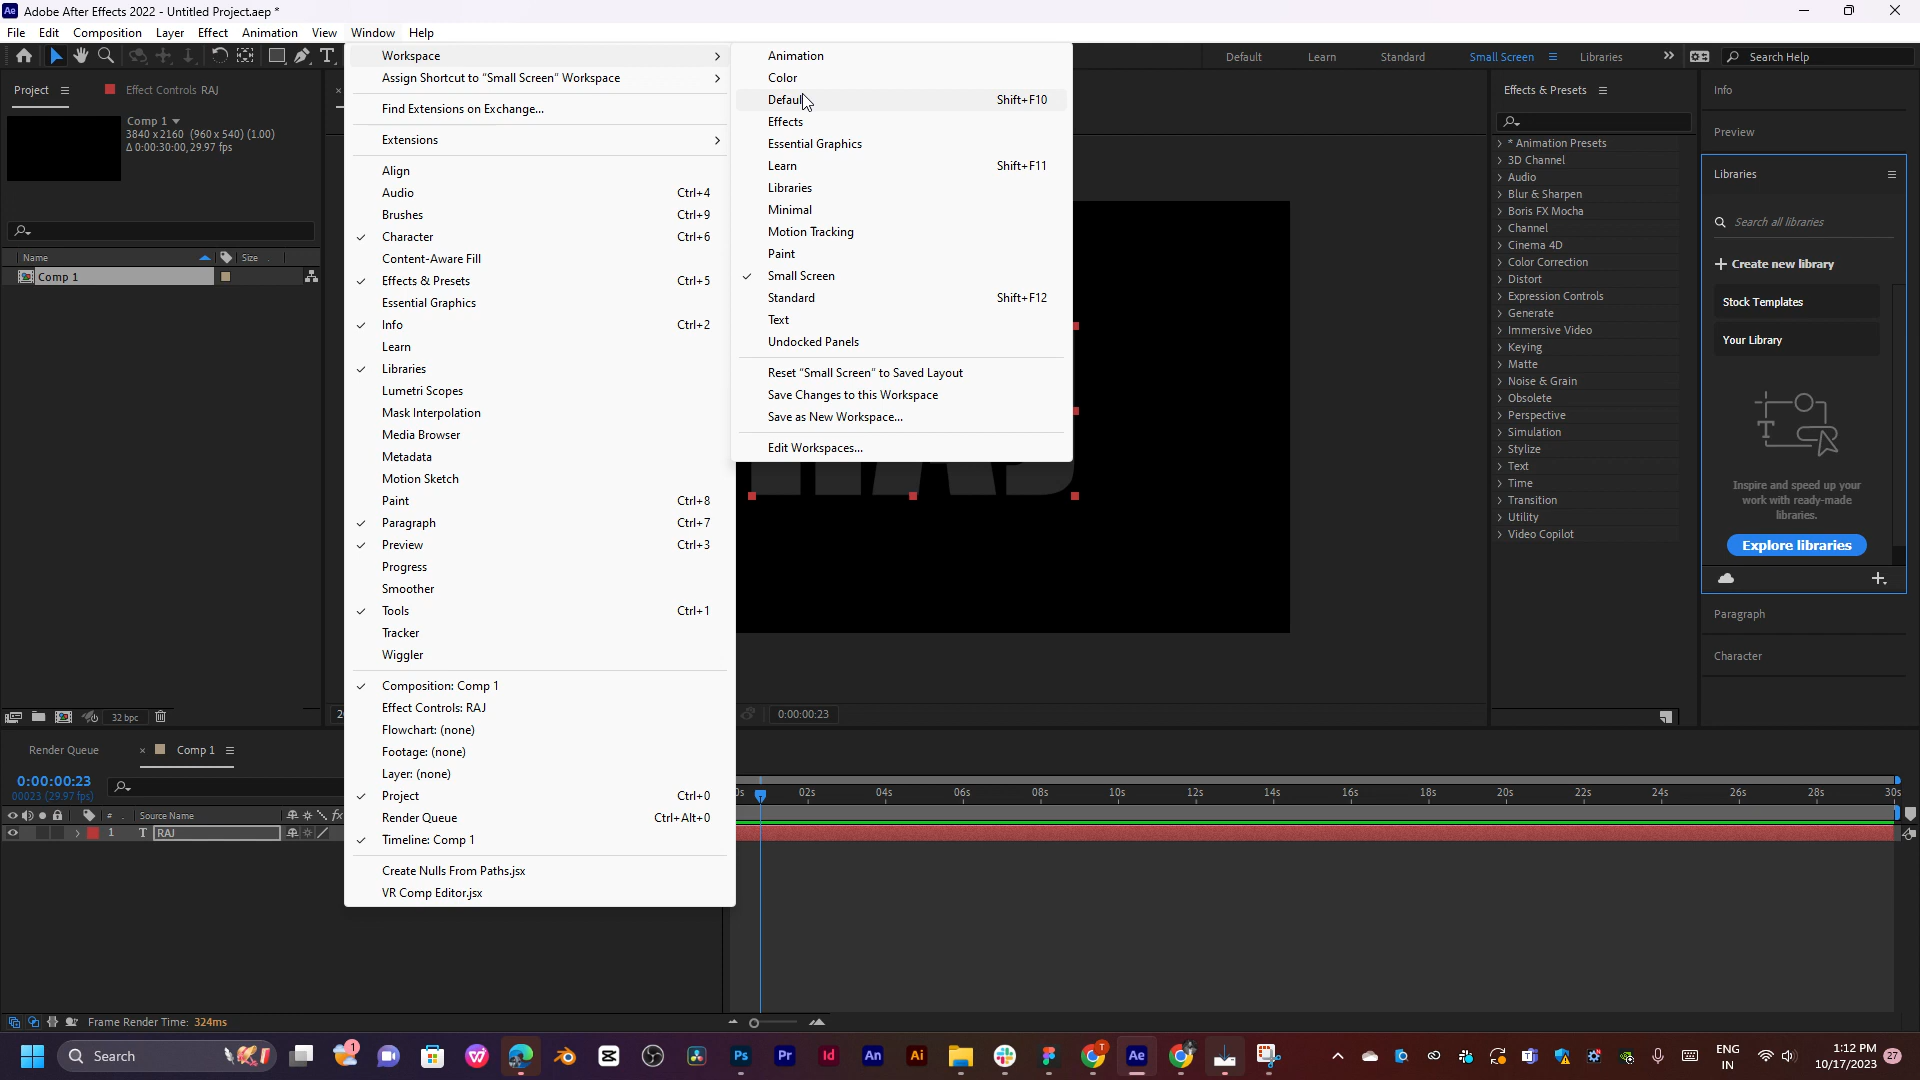 Ae Adobe After Effects 2022 - Untitled Project.aep *
File Edit Composition Layer Effect Animation View Window Help
Default Learn Standard Small Screen Libraries Search Help
Project Effect Controls RAJ
Comp 1
3840 x 2160 (960 x 540) (1.00)
Δ 0:00:30:00, 29.97 fps
Name Size
Comp 1
32 bpc
Workspace
Assign Shortcut to "Small Screen" Workspace
Find Extensions on Exchange...
Extensions
Align
Audio Ctrl+4
Brushes Ctrl+9
Character Ctrl+6
Content-Aware Fill
Effects & Presets Ctrl+5
Essential Graphics
Info Ctrl+2
Learn
Libraries
Lumetri Scopes
Mask Interpolation
Media Browser
Metadata
Motion Sketch
Paint Ctrl+8
Paragraph Ctrl+7
Preview Ctrl+3
Progress
Smoother
Tools Ctrl+1
Tracker
Wiggler
Composition: Comp 1
Effect Controls: RAJ
Flowchart: (none)
Footage: (none)
Layer: (none)
Project Ctrl+0
Render Queue Ctrl+Alt+0
Timeline: Comp 1
Create Nulls From Paths.jsx
VR Comp Editor.jsx
Animation
Color
Default Shift+F10
Effects
Essential Graphics
Learn Shift+F11
Libraries
Minimal
Motion Tracking
Paint
Small Screen
Standard Shift+F12
Text
Undocked Panels
Reset "Small Screen" to Saved Layout
Save Changes to this Workspace
Save as New Workspace...
Edit Workspaces...
0:00:00:23
Effects & Presets
* Animation Presets
3D Channel
Audio
Blur & Sharpen
Boris FX Mocha
Channel
Cinema 4D
Color Correction
Distort
Expression Controls
Generate
Immersive Video
Keying
Matte
Noise & Grain
Obsolete
Perspective
Simulation
Stylize
Text
Time
Transition
Utility
Video Copilot
Info
Preview
Libraries
Search all libraries
Create new library
Stock Templates
Your Library
Inspire and speed up your
work with ready-made
libraries.
Explore libraries
Paragraph
Character
Render Queue Comp 1
0:00:00:23
00023 (29.97 fps)
# Source Name fx
1 T RAJ
02s 04s 06s 08s 10s 12s 14s 16s 18s 20s 22s 24s 26s 28s 30s
Frame Render Time: 324ms
Search 1 Ps Pr Id An Ai Ae
ENG
IN
1:12 PM
10/17/2023
27